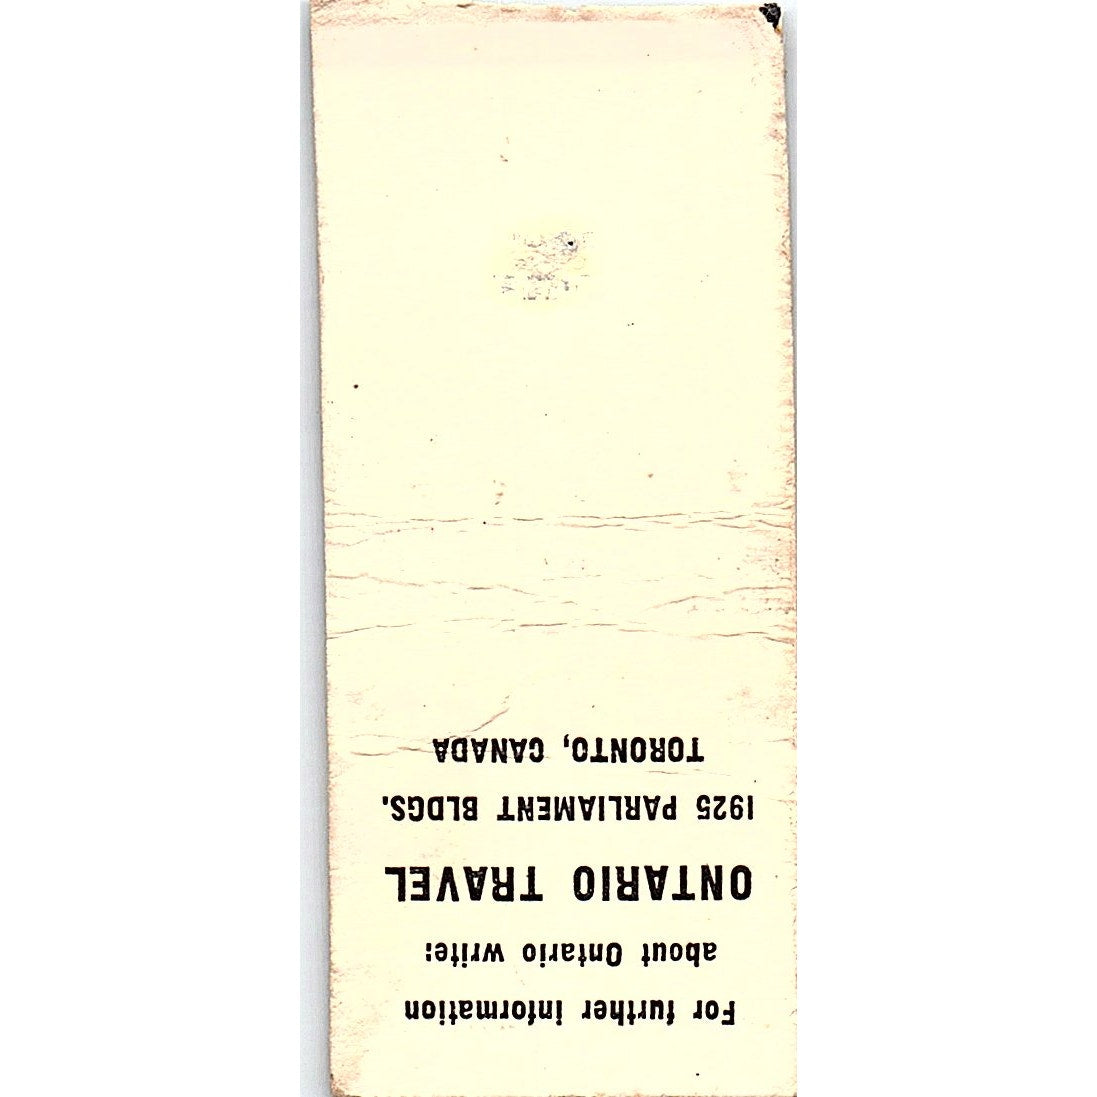 For further information
about Ontario write:
ONTARIO TRAVEL
1925 PARLIAMENT BLDGS.
TORONTO, CANADA